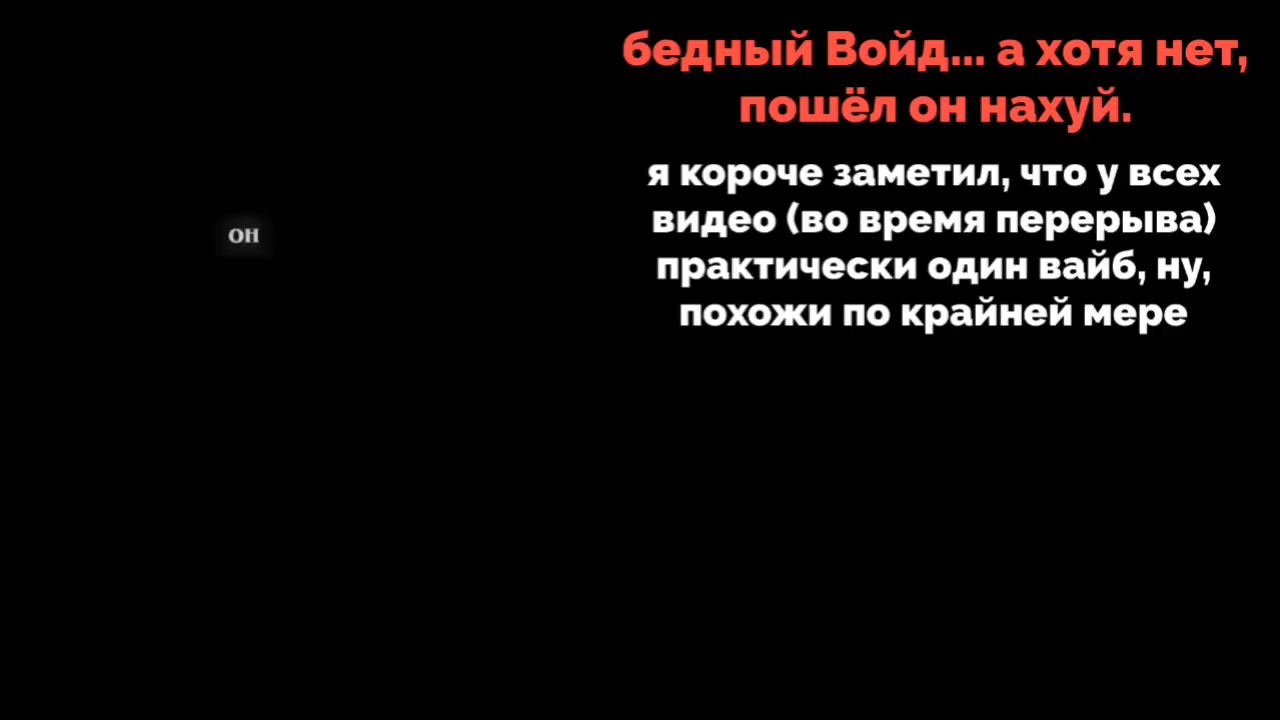 бедный Войд... а хотя нет,
пошёл он нахуй.
я короче заметил, что у всех
видео (во время перерыва)
практически один вайб, ну,
похожи по крайней мере
он